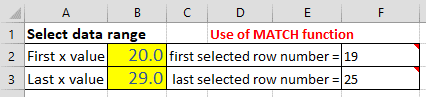 A B C D E F
1 Select data range Use of MATCH function
2 First x value 20.0 first selected row number = 19
3 Last x value 29.0 last selected row number = 25